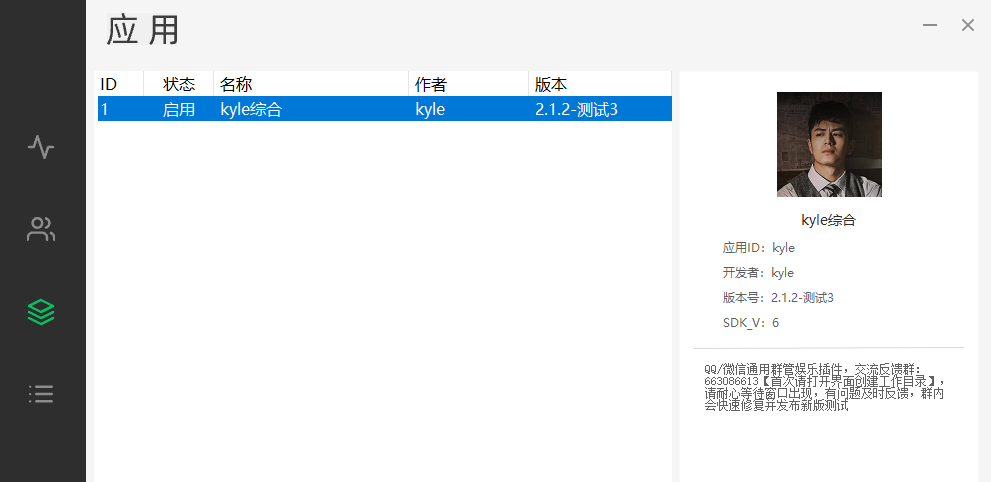 应用
ID 状态 名称 作者 版本
1 启用 kyle综合 kyle 2.1.2-测试3
kyle综合
应用ID：kyle
开发者：kyle
版本号：2.1.2-测试3
SDK_V：6
QQ/微信通用群管娱乐插件，交流反馈群：
663086613【首次请打开界面创建工作目录】，
请耐心等待窗口出现，有问题及时反馈，群内
会快速修复并发布新版测试